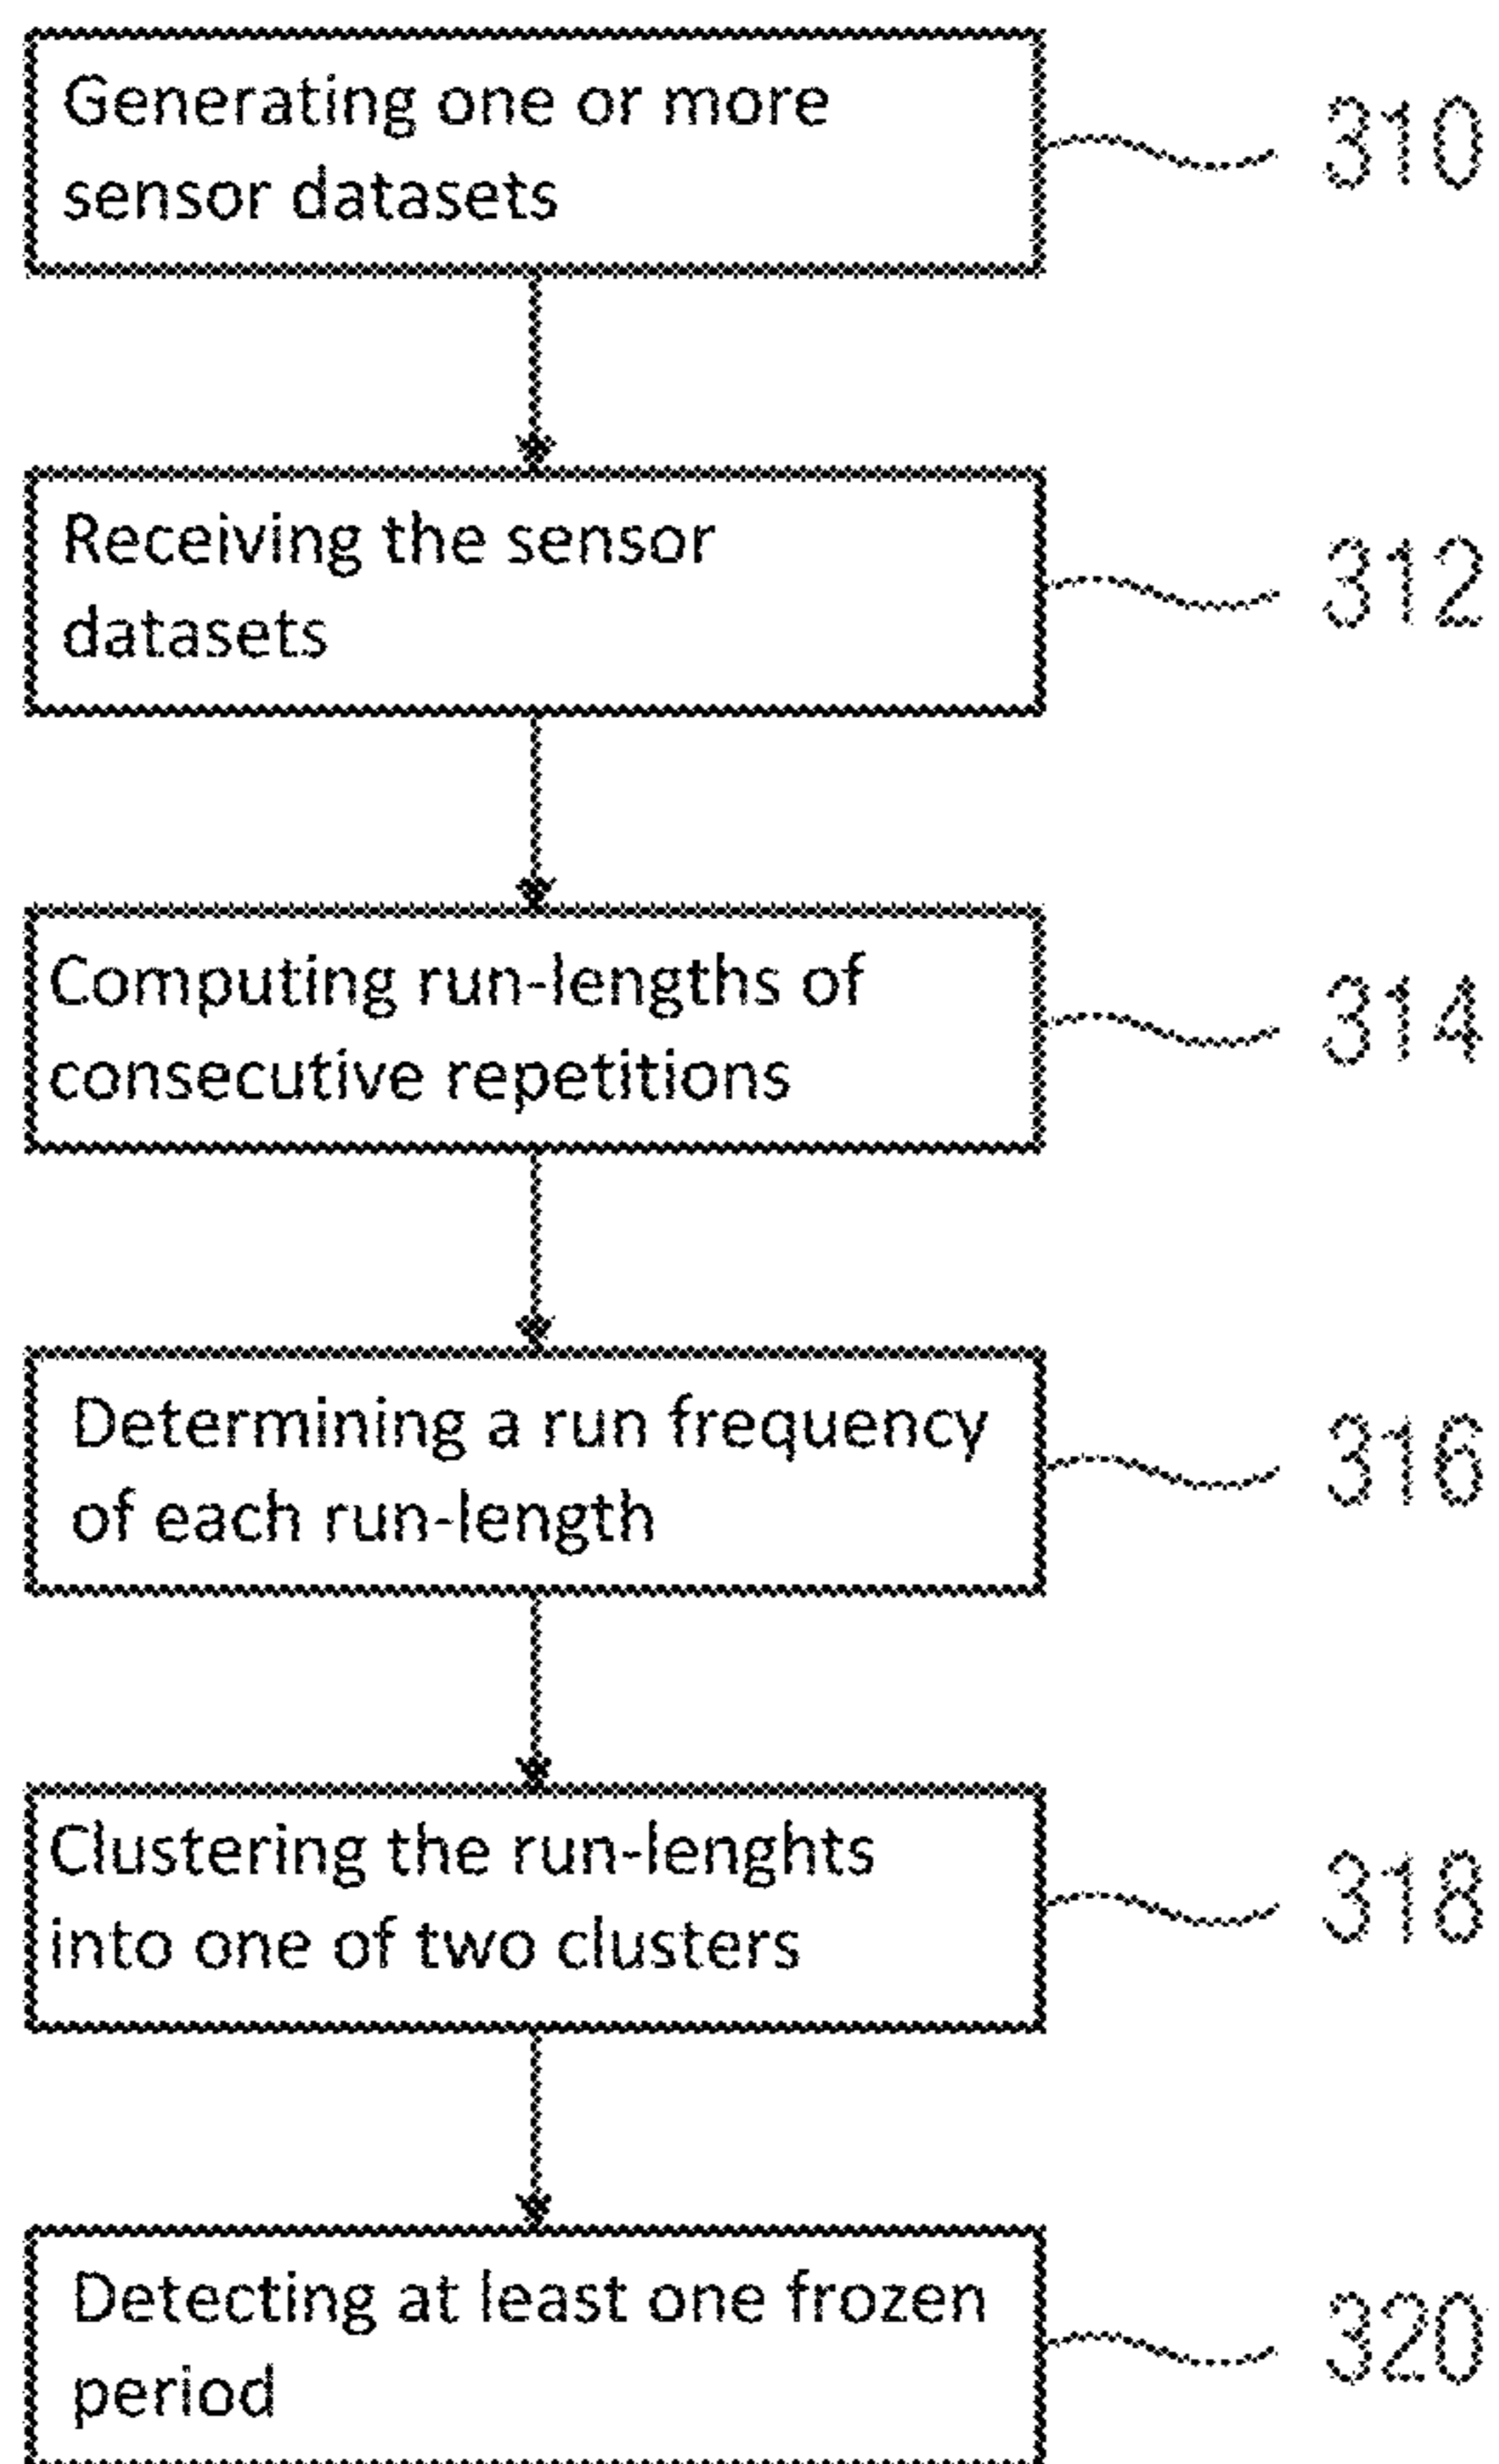 Generating one or more
sensor datasets
310
Receiving the sensor
datasets
312
Computing run-lengths of
consecutive repetitions
314
Determining a run frequency
of each run-length
316
Clustering the run-lenghts
into one of two clusters
318
Detecting at least one frozen
period
320